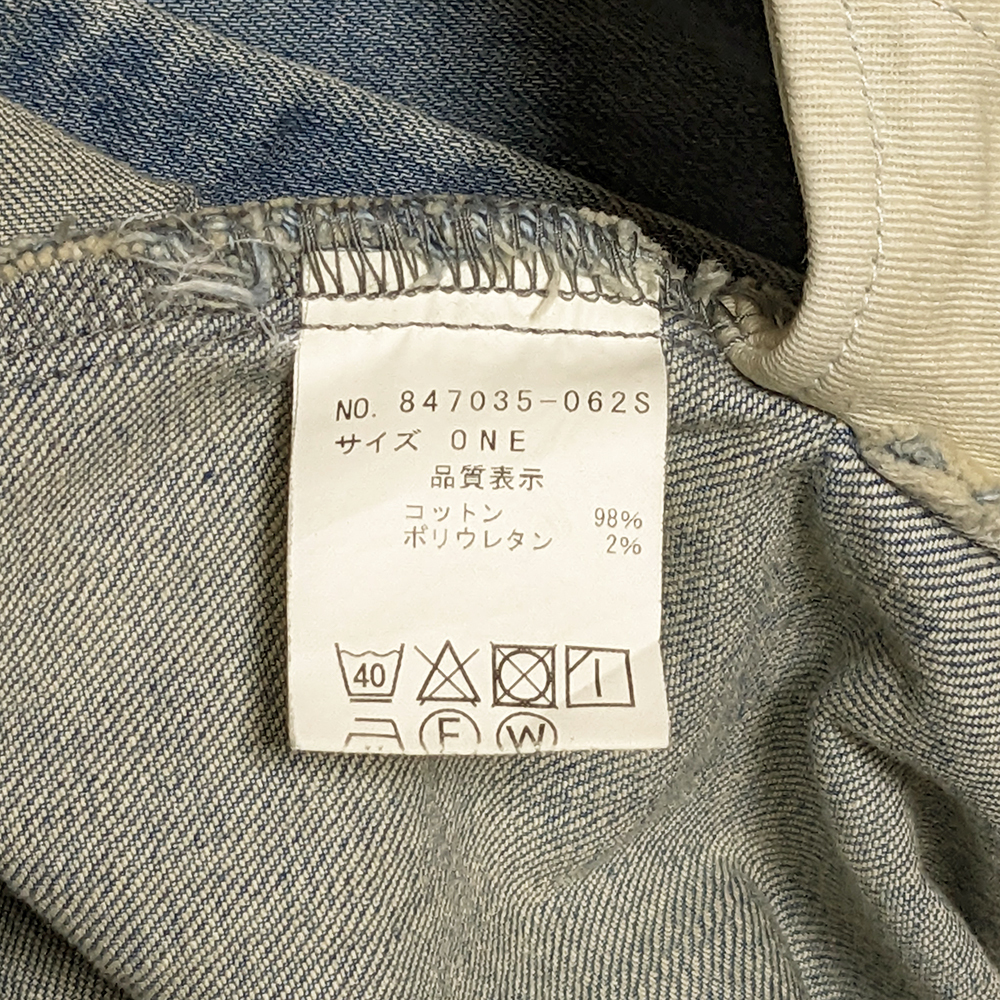 NO. 847035-062S
サイズ ONE
品質表示
コットン 98%
ポリウレタン 2%
40
F W